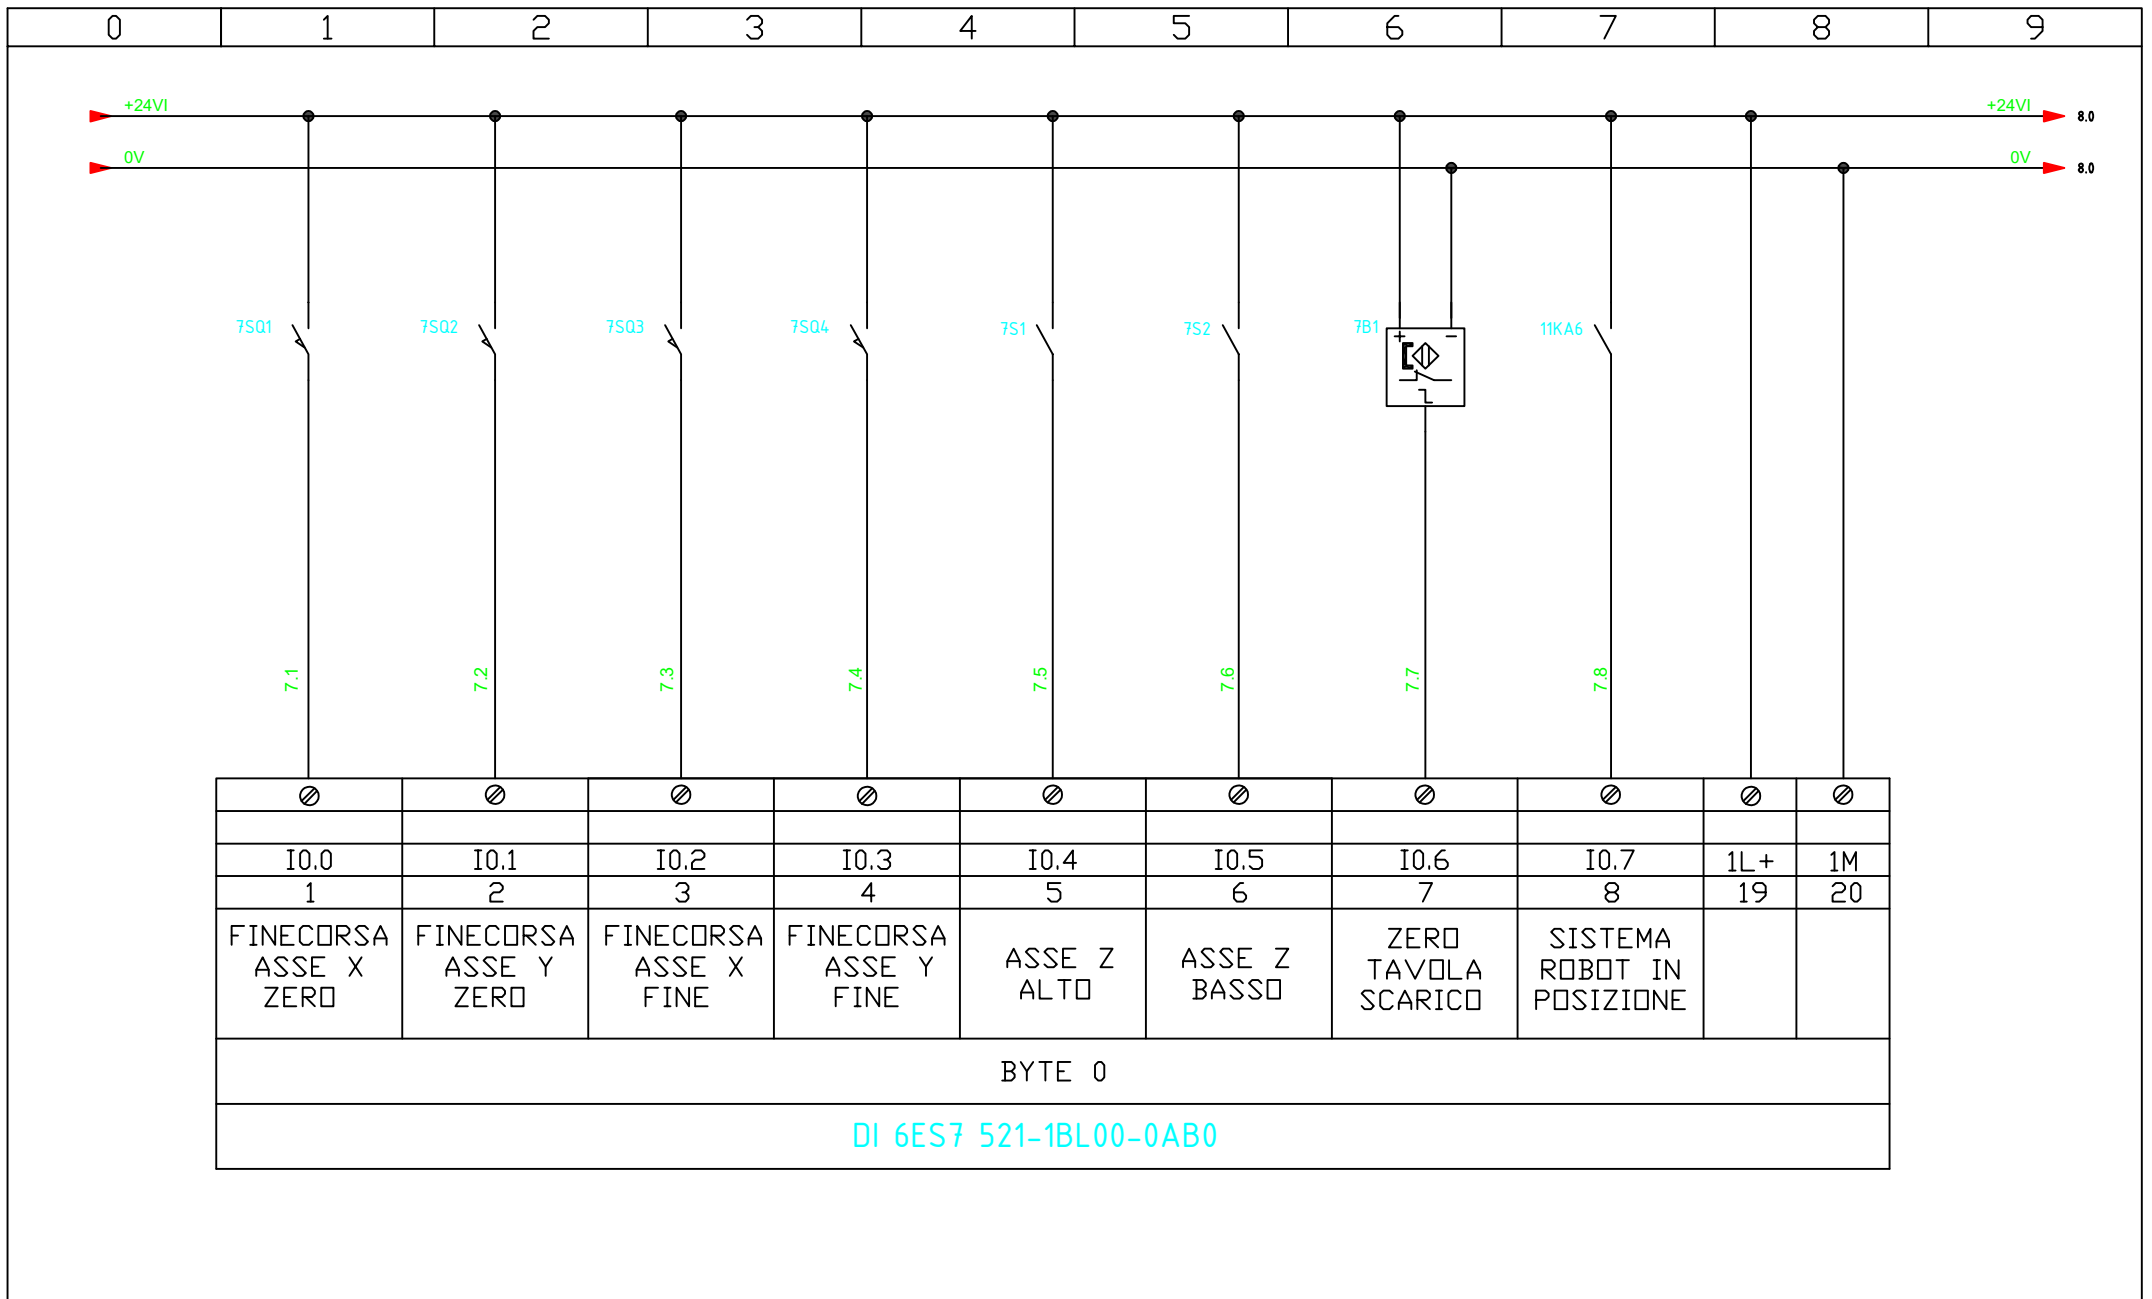 0 1 2 3 4 5 6 7 8 9
+24VI +24VI 8.0
0V 0V 8.0
7SQ1 7SQ2 7SQ3 7SQ4 7S1 7S2 7B1 11KA6
+ −
7.1 7.2 7.3 7.4 7.5 7.6 7.7 7.8
I0.0 I0.1 I0.2 I0.3 I0.4 I0.5 I0.6 I0.7 1L+ 1M
1 2 3 4 5 6 7 8 19 20
FINECORSA
ASSE X
ZERO
FINECORSA
ASSE Y
ZERO
FINECORSA
ASSE X
FINE
FINECORSA
ASSE Y
FINE
ASSE Z
ALTO
ASSE Z
BASSO
ZERO
TAVOLA
SCARICO
SISTEMA
ROBOT IN
POSIZIONE
BYTE 0
DI 6ES7 521-1BL00-0AB0